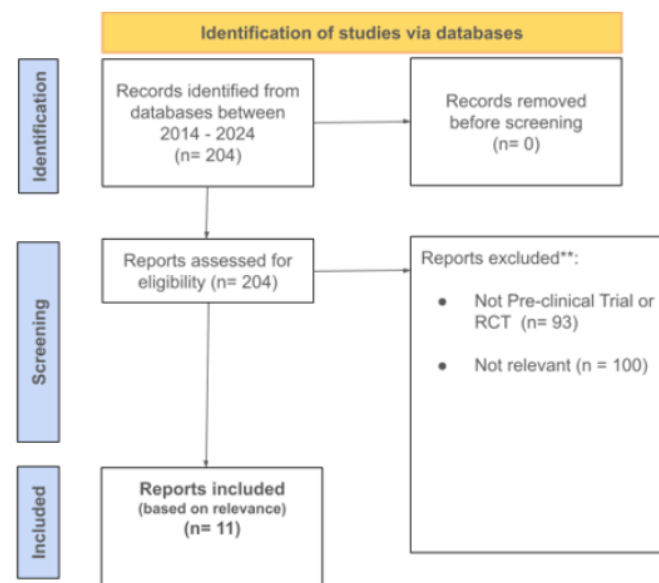 Identification of studies via databases
Identification
Records identified from
databases between
2014 - 2024
(n= 204)
Records removed
before screening
(n= 0)
Screening
Reports assessed for
eligibility (n= 204)
Reports excluded**:
● Not Pre-clinical Trial or
RCT (n= 93)
● Not relevant (n = 100)
Included
Reports included
(based on relevance)
(n= 11)